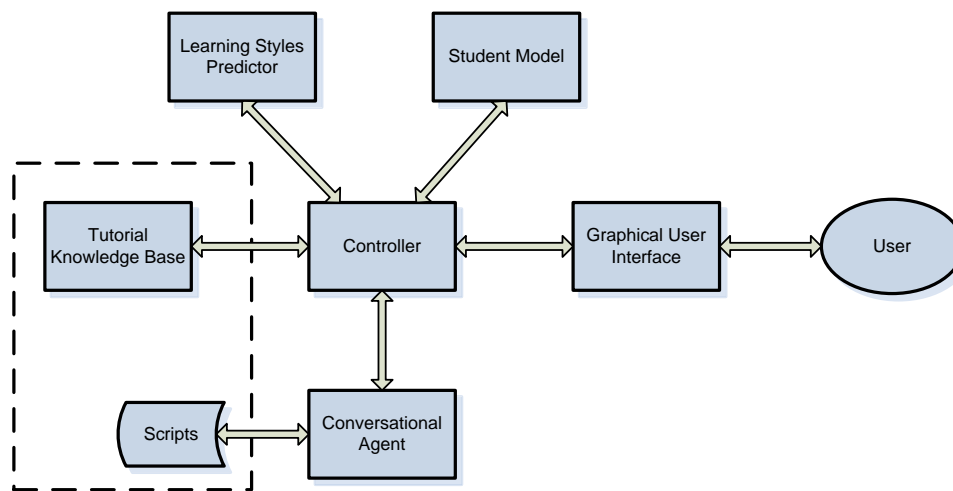 Learning Styles
Predictor
Student Model
Tutorial
Knowledge Base
Controller
Graphical User
Interface
User
Scripts
Conversational
Agent